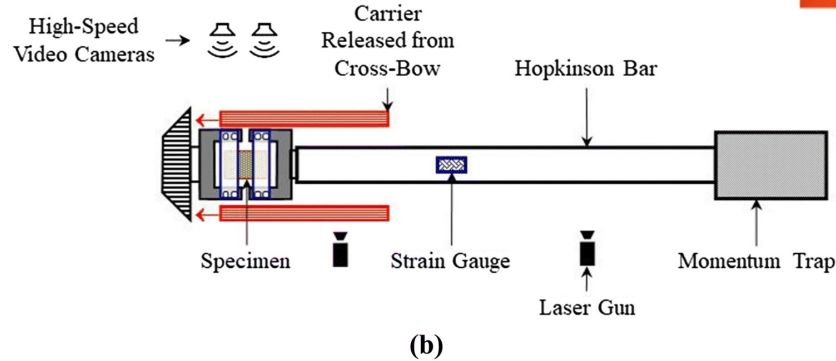 High-Speed
Video Cameras
Carrier
Released from
Cross-Bow
Hopkinson Bar
Specimen
Strain Gauge
Laser Gun
Momentum Trap
(b)